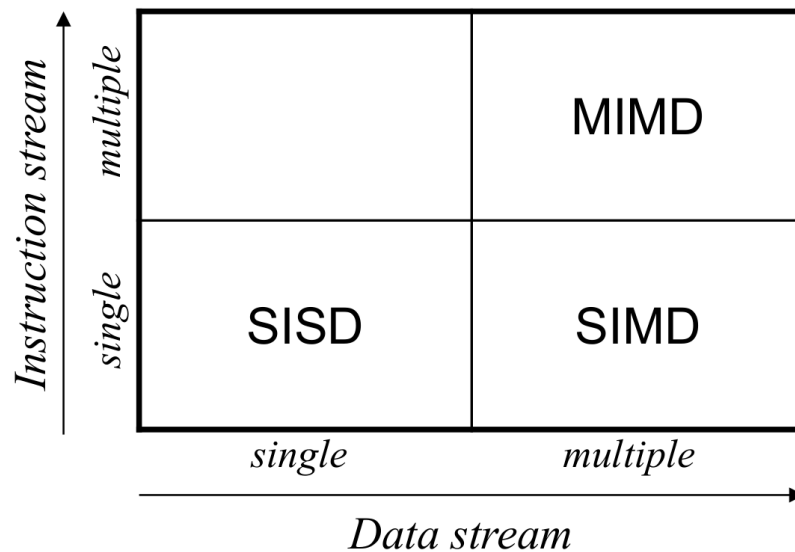 Instruction stream
multiple
MIMD
single
SISD
SIMD
single
multiple
Data stream